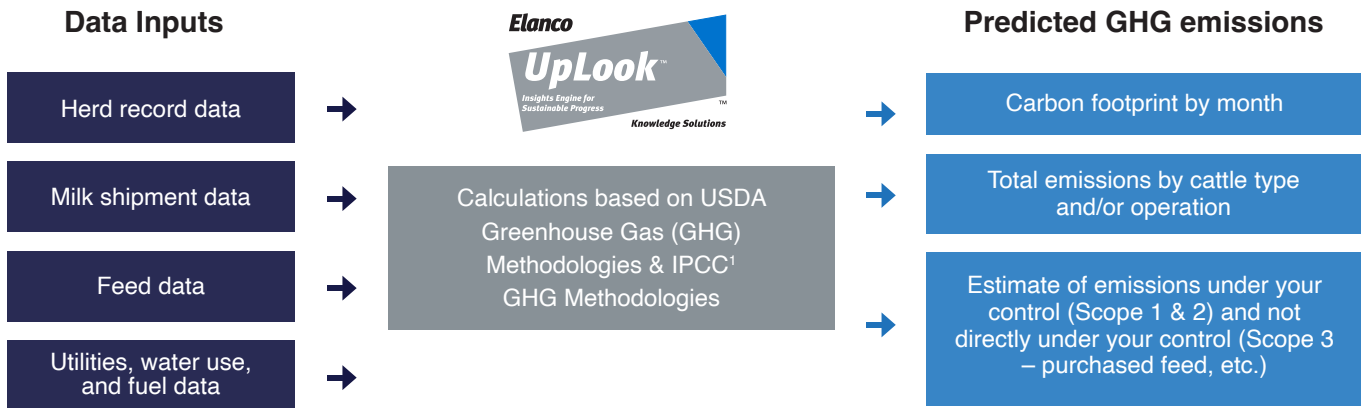 Data Inputs
Herd record data
Milk shipment data
Feed data
Utilities, water use,
and fuel data
Elanco
UpLook™
Insights Engine for
Sustainable Progress
™
Knowledge Solutions
Calculations based on USDA
Greenhouse Gas (GHG)
Methodologies & IPCC¹
GHG Methodologies
Predicted GHG emissions
Carbon footprint by month
Total emissions by cattle type
and/or operation
Estimate of emissions under your
control (Scope 1 & 2) and not
directly under your control (Scope 3
– purchased feed, etc.)